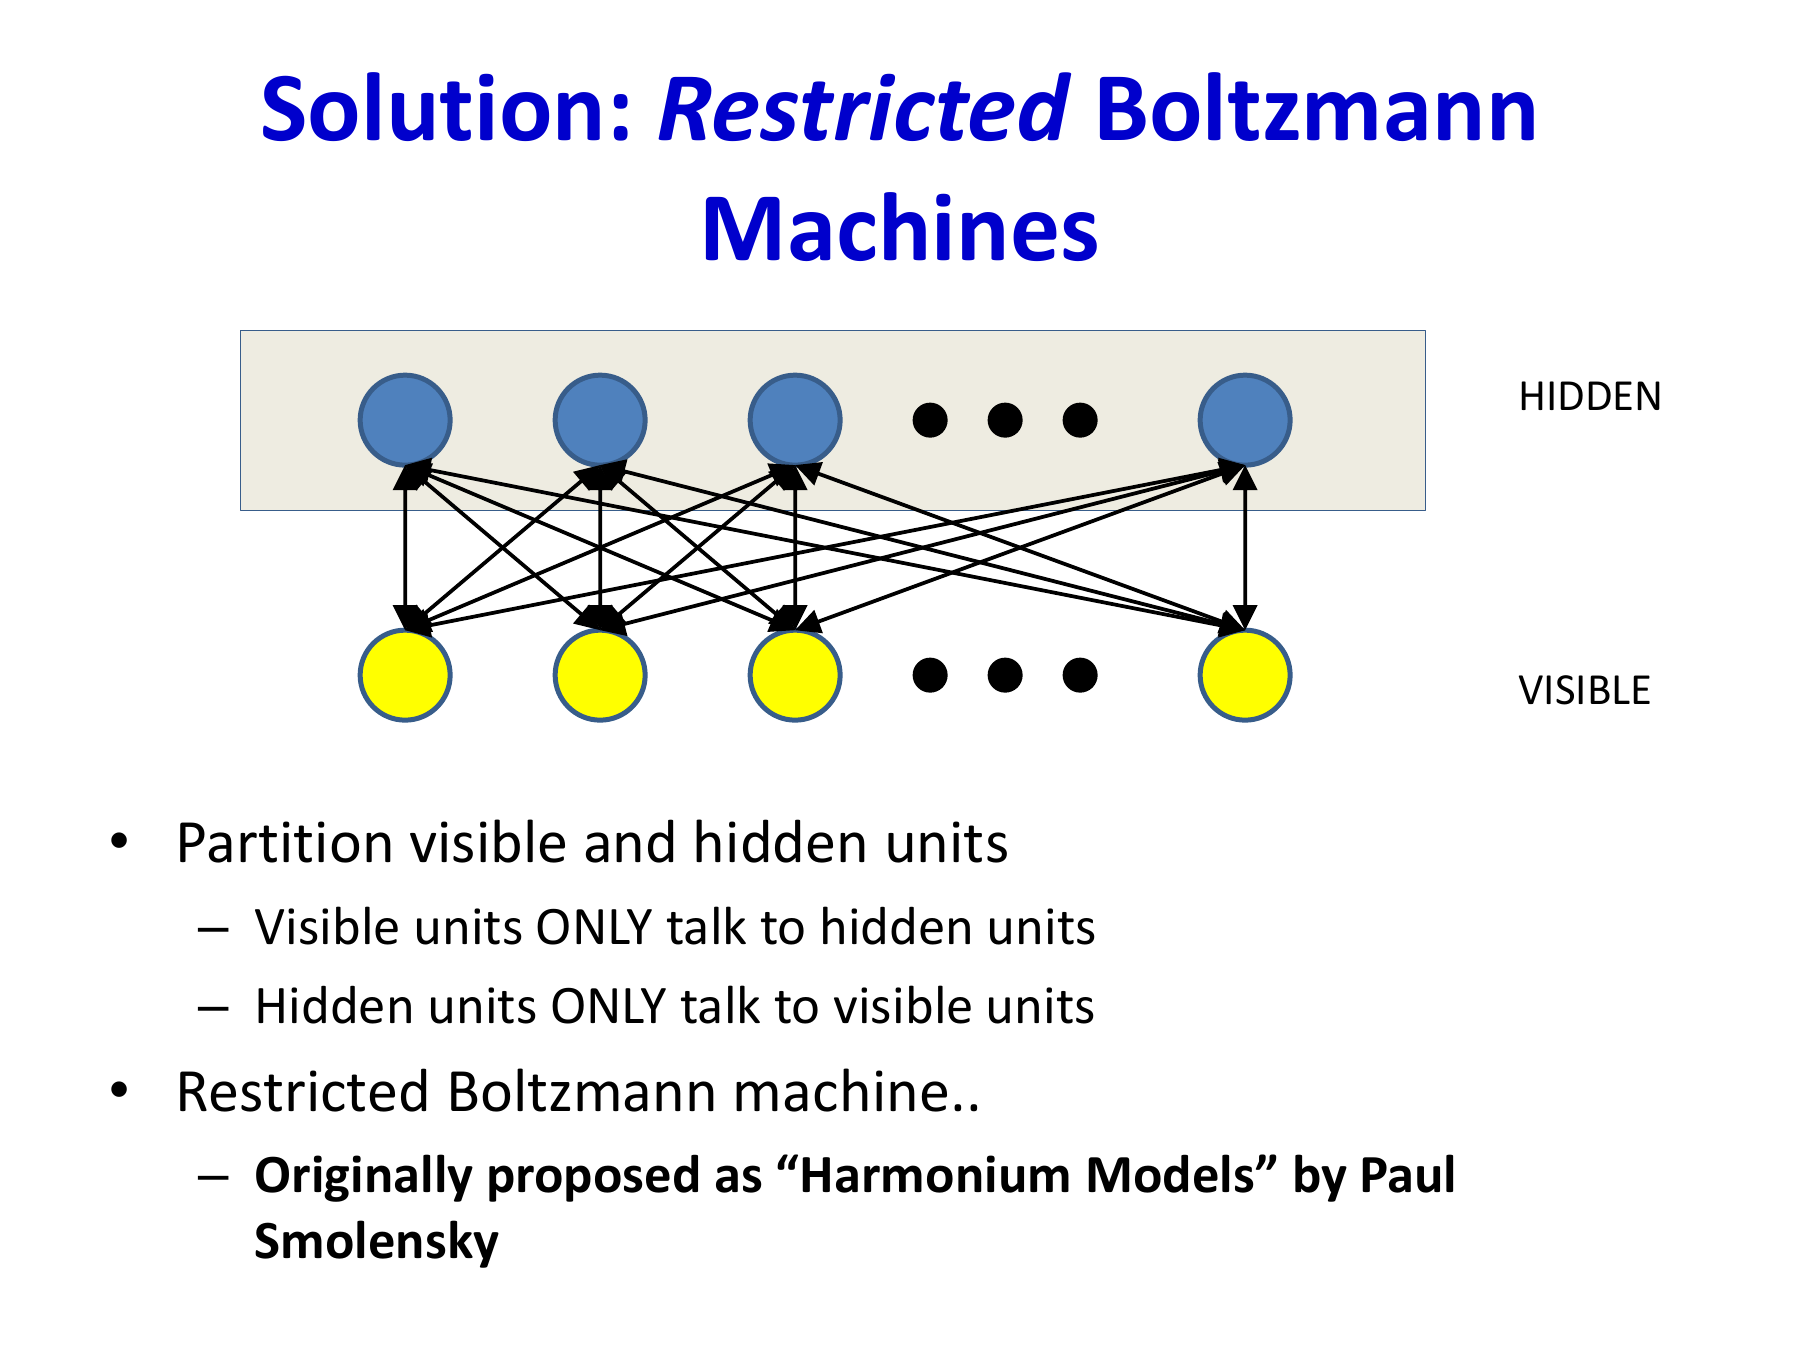 Solution: Restricted Boltzmann
Machines
HIDDEN
VISIBLE
• Partition visible and hidden units
– Visible units ONLY talk to hidden units
– Hidden units ONLY talk to visible units
• Restricted Boltzmann machine..
– Originally proposed as “Harmonium Models” by Paul
Smolensky